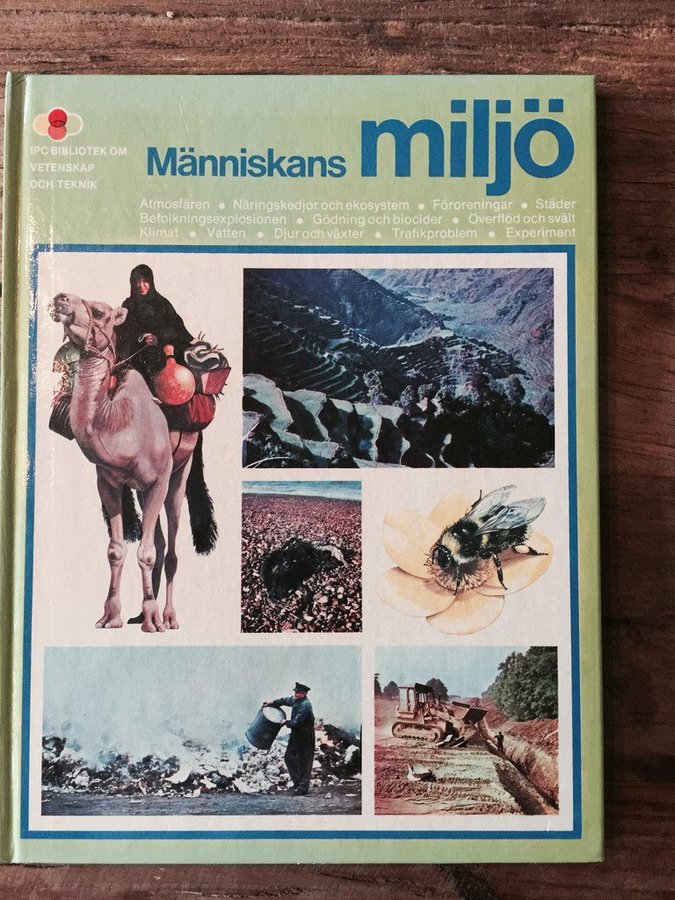 IPC BIBLIOTEK OM
VETENSKAP
OCH TEKNIK
Människans miljö
Atmosfären • Näringskedjor och ekosystem • Föroreningar • Städer
Befolkningsexplosionen • Gödning och biocider • Överflöd och svält
Klimat • Vatten • Djur och växter • Trafikproblem • Experiment